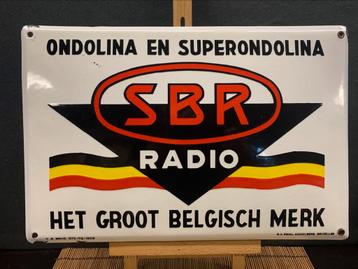 ONDOLINA EN SUPERONDOLINA
SBR
RADIO
HET GROOT BELGISCH MERK